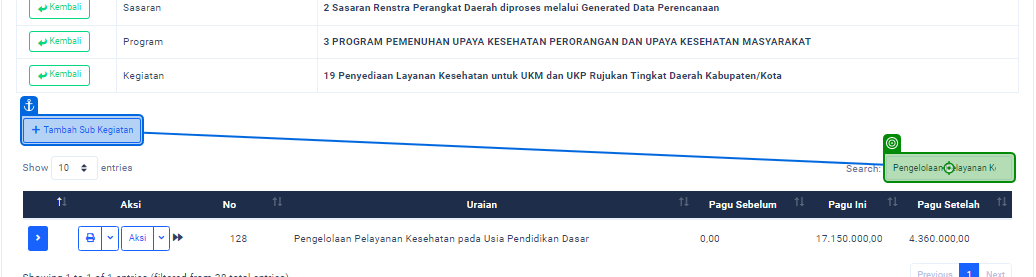 Kembali Sasaran 2 Sasaran Renstra Perangkat Daerah diproses melalui Generated Data Perencanaan
Kembali Program 3 PROGRAM PEMENUHAN UPAYA KESEHATAN PERORANGAN DAN UPAYA KESEHATAN MASYARAKAT
Kembali Kegiatan 19 Penyediaan Layanan Kesehatan untuk UKM dan UKP Rujukan Tingkat Daerah Kabupaten/Kota
+ Tambah Sub Kegiatan
Show 10 entries Search: Pengelolaan Pelayanan Ke
Aksi No Uraian Pagu Sebelum Pagu Ini Pagu Setelah
Aksi 128 Pengelolaan Pelayanan Kesehatan pada Usia Pendidikan Dasar 0,00 17.150.000,00 4.360.000,00
Showing 1 to 1 of 1 entries (filtered from 38 total entries) Previous 1 Next